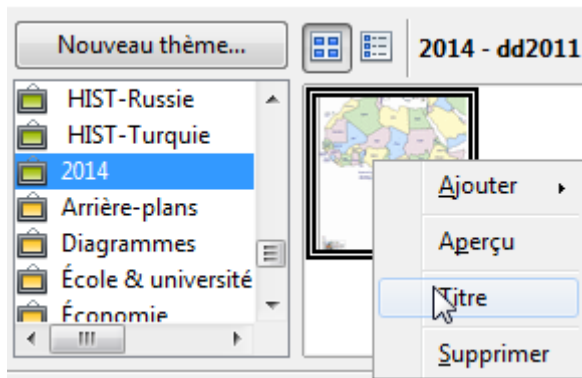 Nouveau thème...
2014 - dd2011
HIST-Russie
HIST-Turquie
2014
Arrière-plans
Diagrammes
École & université
Économie
Ajouter
Aperçu
Titre
Supprimer